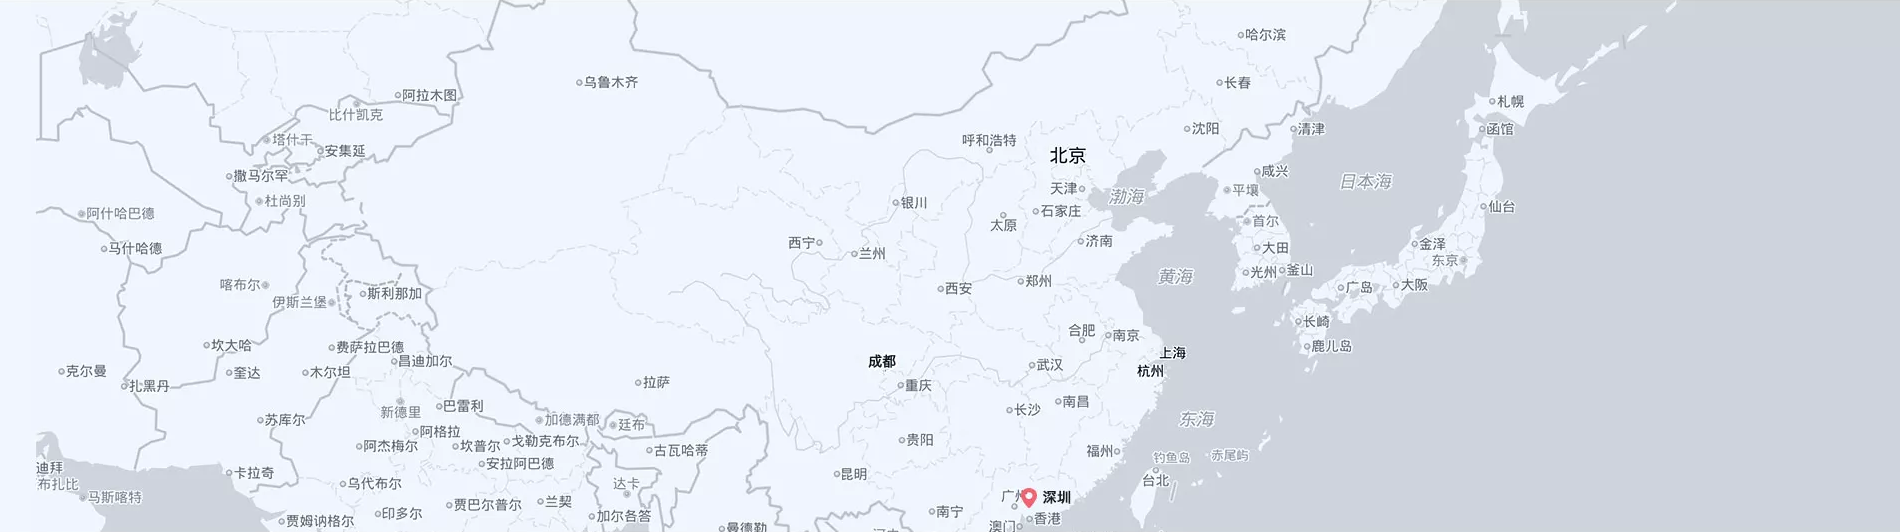 哈尔滨
乌鲁木齐
长春
阿拉木图
札幌
比什凯克
沈阳
清津
函馆
塔什干
呼和浩特
安集延
北京
撒马尔罕
咸兴
日本海
天津
平壤
渤海
杜尚别
银川
石家庄
仙台
阿什哈巴德
太原
首尔
马什哈德
西宁
兰州
济南
大田
金泽
东京
喀布尔
西安
郑州
黄海
光州
釜山
广岛
大阪
伊斯兰堡
斯利那加
长崎
合肥
南京
坎大哈
费萨拉巴德
鹿儿岛
昌迪加尔
成都
上海
克尔曼
奎达
木尔坦
武汉
杭州
扎黑丹
拉萨
重庆
新德里
巴雷利
长沙
南昌
苏库尔
加德满都
廷布
东海
阿格拉
阿杰梅尔
坎普尔
戈勒克布尔
古瓦哈蒂
贵阳
福州
钓鱼岛
赤尾屿
安拉阿巴德
迪拜
卡拉奇
昆明
台北
布扎比
乌代布尔
达卡
马斯喀特
广州
深圳
贾巴尔普尔
兰契
印多尔
加尔各答
南宁
香港
贾姆讷格尔
曼德勒
澳门